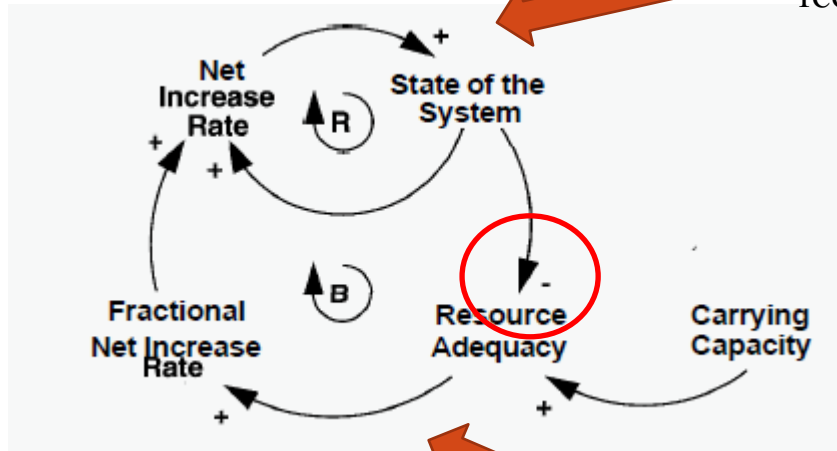 +
Net
Increase
Rate
State of the
System
R
+
+
B
-
Fractional
Net Increase
Rate
Resource
Adequacy
Carrying
Capacity
+
+